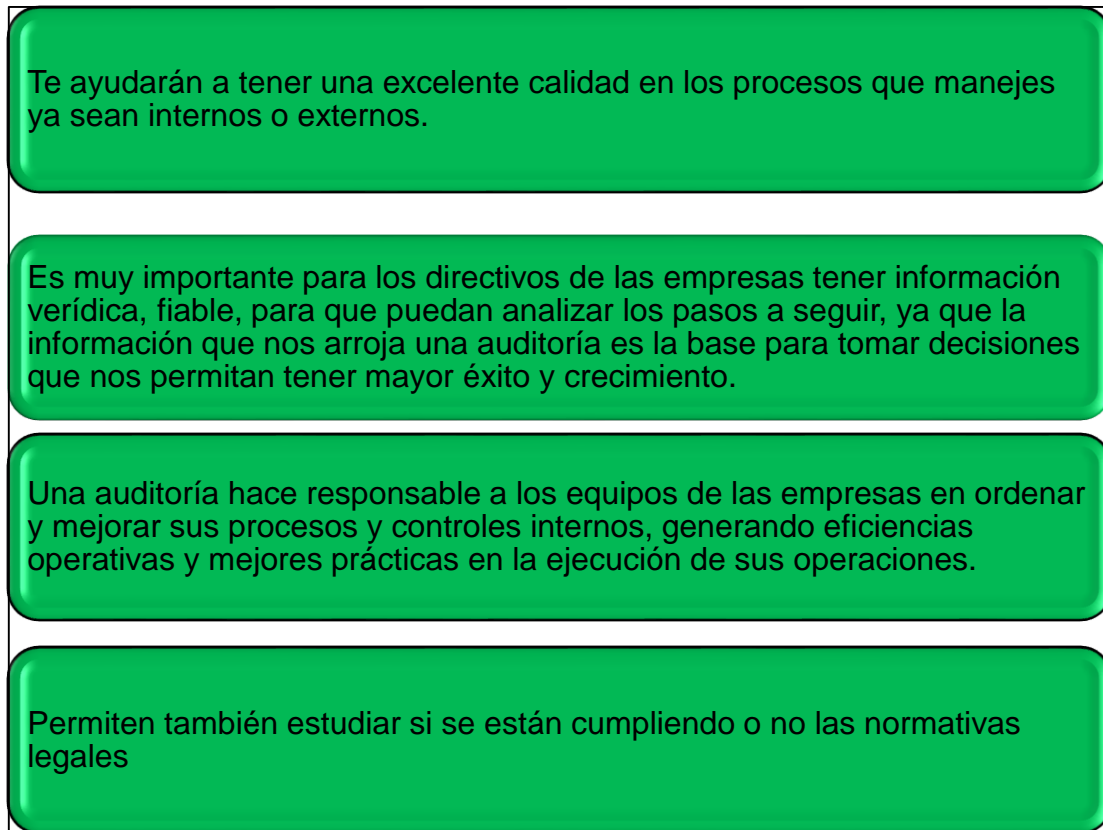 Te ayudarán a tener una excelente calidad en los procesos que manejes
ya sean internos o externos.
Es muy importante para los directivos de las empresas tener información
verídica, fiable, para que puedan analizar los pasos a seguir, ya que la
información que nos arroja una auditoría es la base para tomar decisiones
que nos permitan tener mayor éxito y crecimiento.
Una auditoría hace responsable a los equipos de las empresas en ordenar
y mejorar sus procesos y controles internos, generando eficiencias
operativas y mejores prácticas en la ejecución de sus operaciones.
Permiten también estudiar si se están cumpliendo o no las normativas
legales